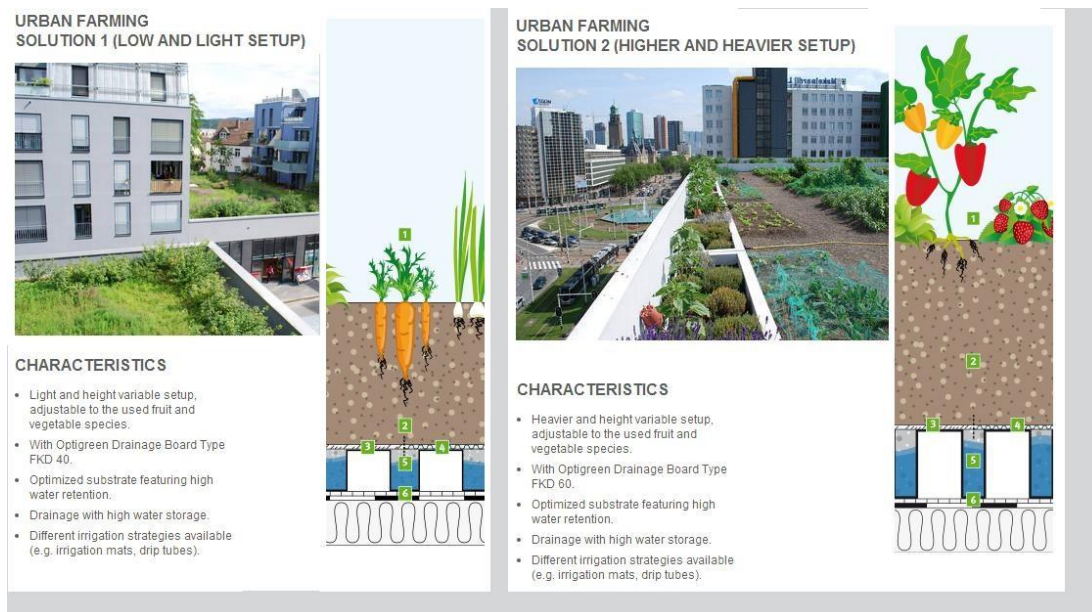 URBAN FARMING
SOLUTION 1 (LOW AND LIGHT SETUP)
1
2
3
4
5
6
CHARACTERISTICS
• Light and height variable setup,
adjustable to the used fruit and
vegetable species.
• With Optigreen Drainage Board Type
FKD 40.
• Optimized substrate featuring high
water retention.
• Drainage with high water storage.
• Different irrigation strategies available
(e.g. irrigation mats, drip tubes).
URBAN FARMING
SOLUTION 2 (HIGHER AND HEAVIER SETUP)
1
2
3
4
5
6
CHARACTERISTICS
• Heavier and height variable setup,
adjustable to the used fruit and
vegetable species.
• With Optigreen Drainage Board Type
FKD 60.
• Optimized substrate featuring high
water retention.
• Drainage with high water storage.
• Different irrigation strategies available
(e.g. irrigation mats, drip tubes).